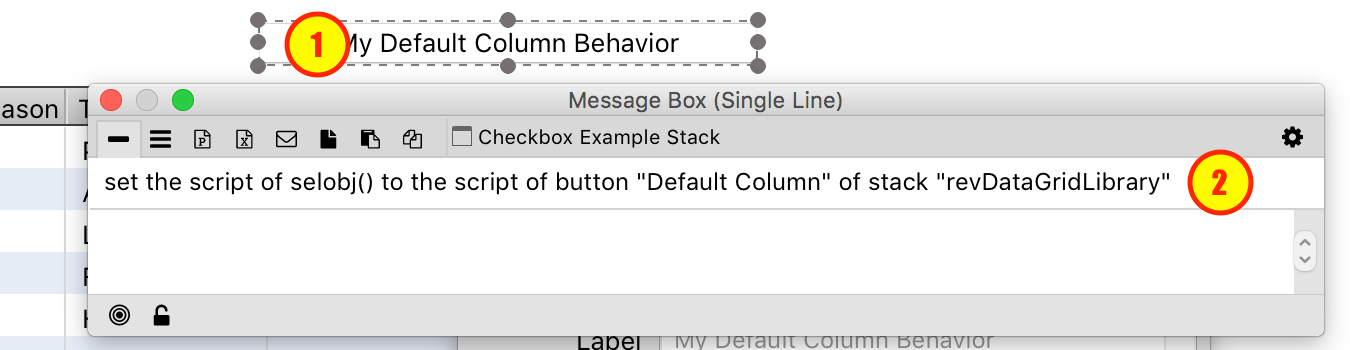 1
My Default Column Behavior
ason
Message Box (Single Line)
Checkbox Example Stack
set the script of selobj() to the script of button "Default Column" of stack "revDataGridLibrary"
2
Label
My Default Column Behavior